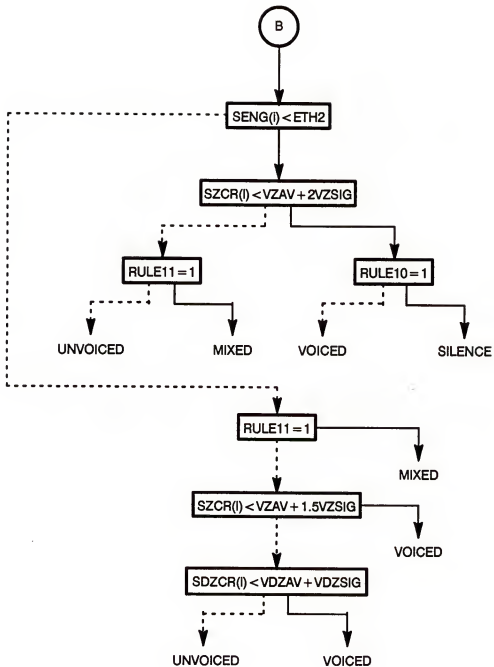 B
SENG(i) < ETH2
SZCR(i) < VZAV + 2VZSIG
RULE11 = 1
RULE10 = 1
UNVOICED
MIXED
VOICED
SILENCE
RULE11 = 1
MIXED
SZCR(i) < VZAV + 1.5VZSIG
VOICED
SDZCR(i) < VDZAV + VDZSIG
UNVOICED
VOICED